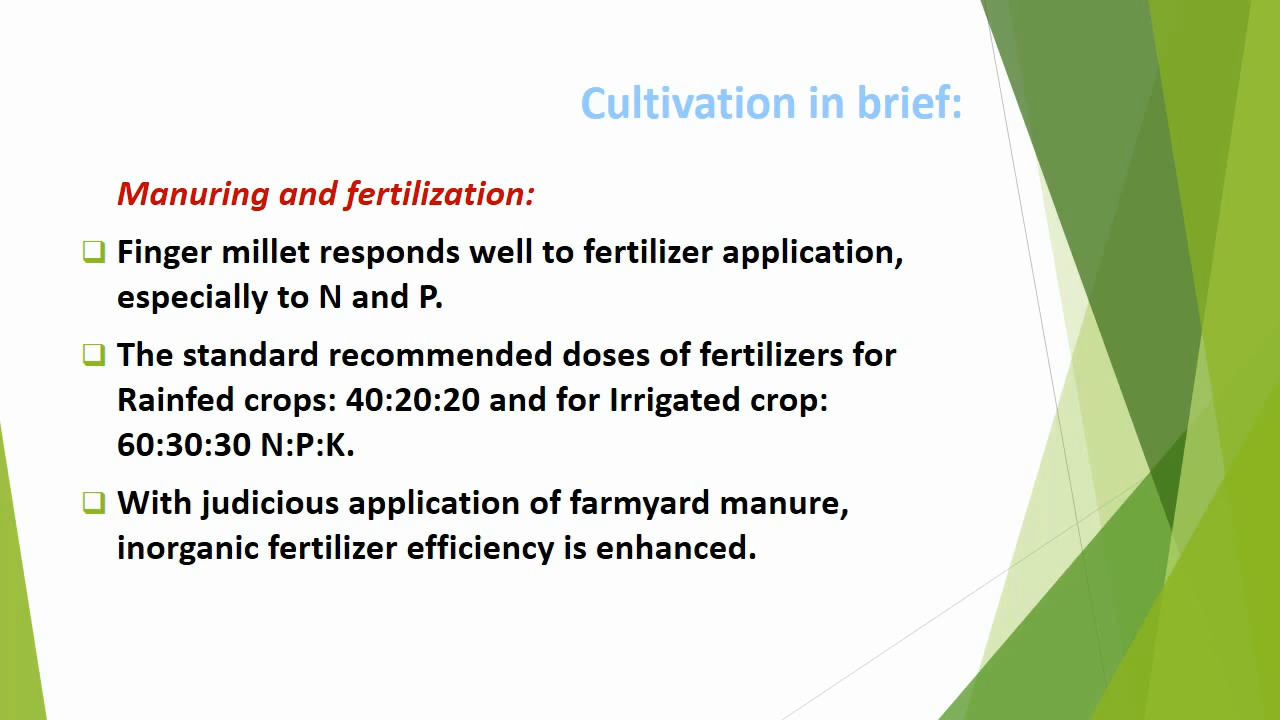 Cultivation in brief:
Manuring and fertilization:
Finger millet responds well to fertilizer application,
especially to N and P.
The standard recommended doses of fertilizers for
Rainfed crops: 40:20:20 and for Irrigated crop:
60:30:30 N:P:K.
With judicious application of farmyard manure,
inorganic fertilizer efficiency is enhanced.